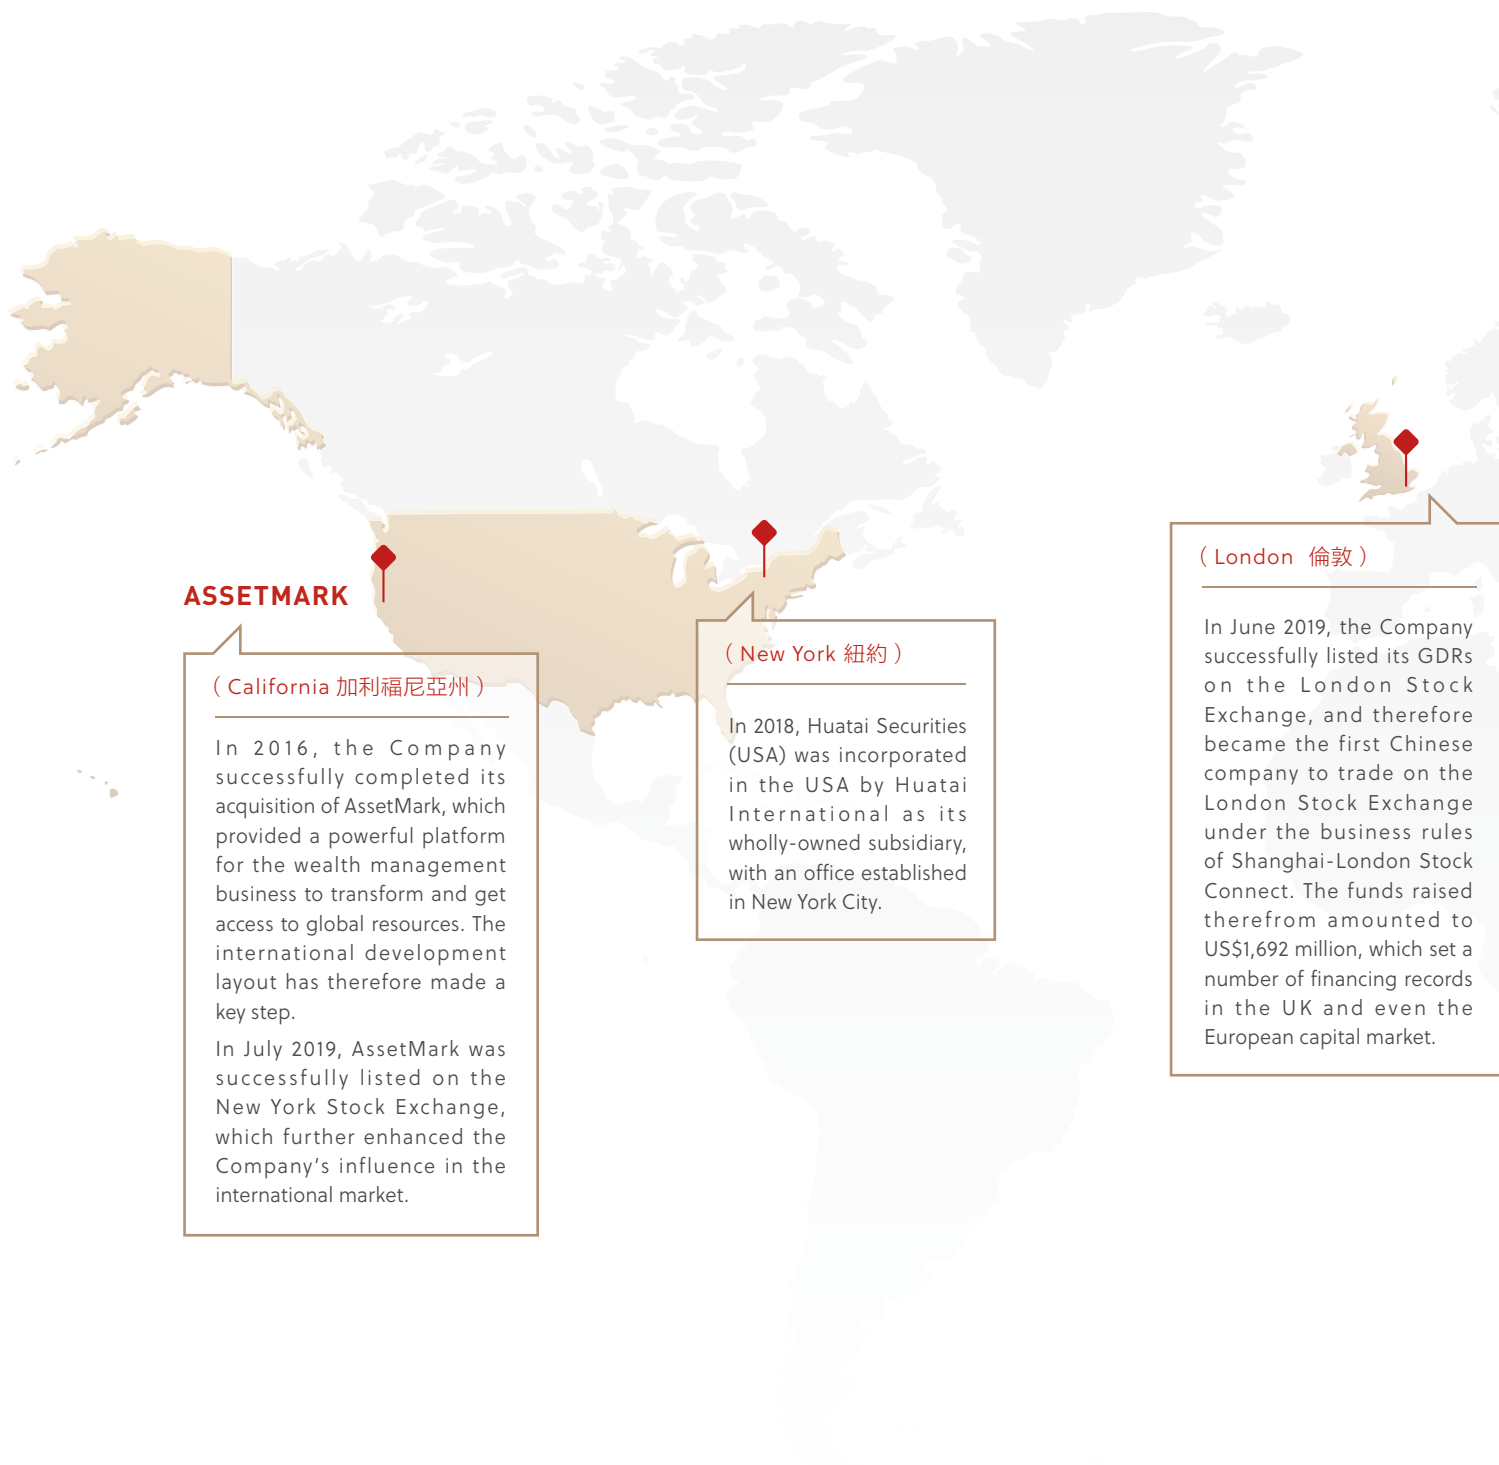 ASSETMARK
( California 加利福尼亞州 )
In 2016, the Company
successfully completed its
acquisition of AssetMark, which
provided a powerful platform
for the wealth management
business to transform and get
access to global resources. The
international development
layout has therefore made a
key step.
In July 2019, AssetMark was
successfully listed on the
New York Stock Exchange,
which further enhanced the
Company's influence in the
international market.
( New York 紐約 )
In 2018, Huatai Securities
(USA) was incorporated
in the USA by Huatai
International as its
wholly-owned subsidiary,
with an office established
in New York City.
( London 倫敦 )
In June 2019, the Company
successfully listed its GDRs
on the London Stock
Exchange, and therefore
became the first Chinese
company to trade on the
London Stock Exchange
under the business rules
of Shanghai-London Stock
Connect. The funds raised
therefrom amounted to
US$1,692 million, which set a
number of financing records
in the UK and even the
European capital market.